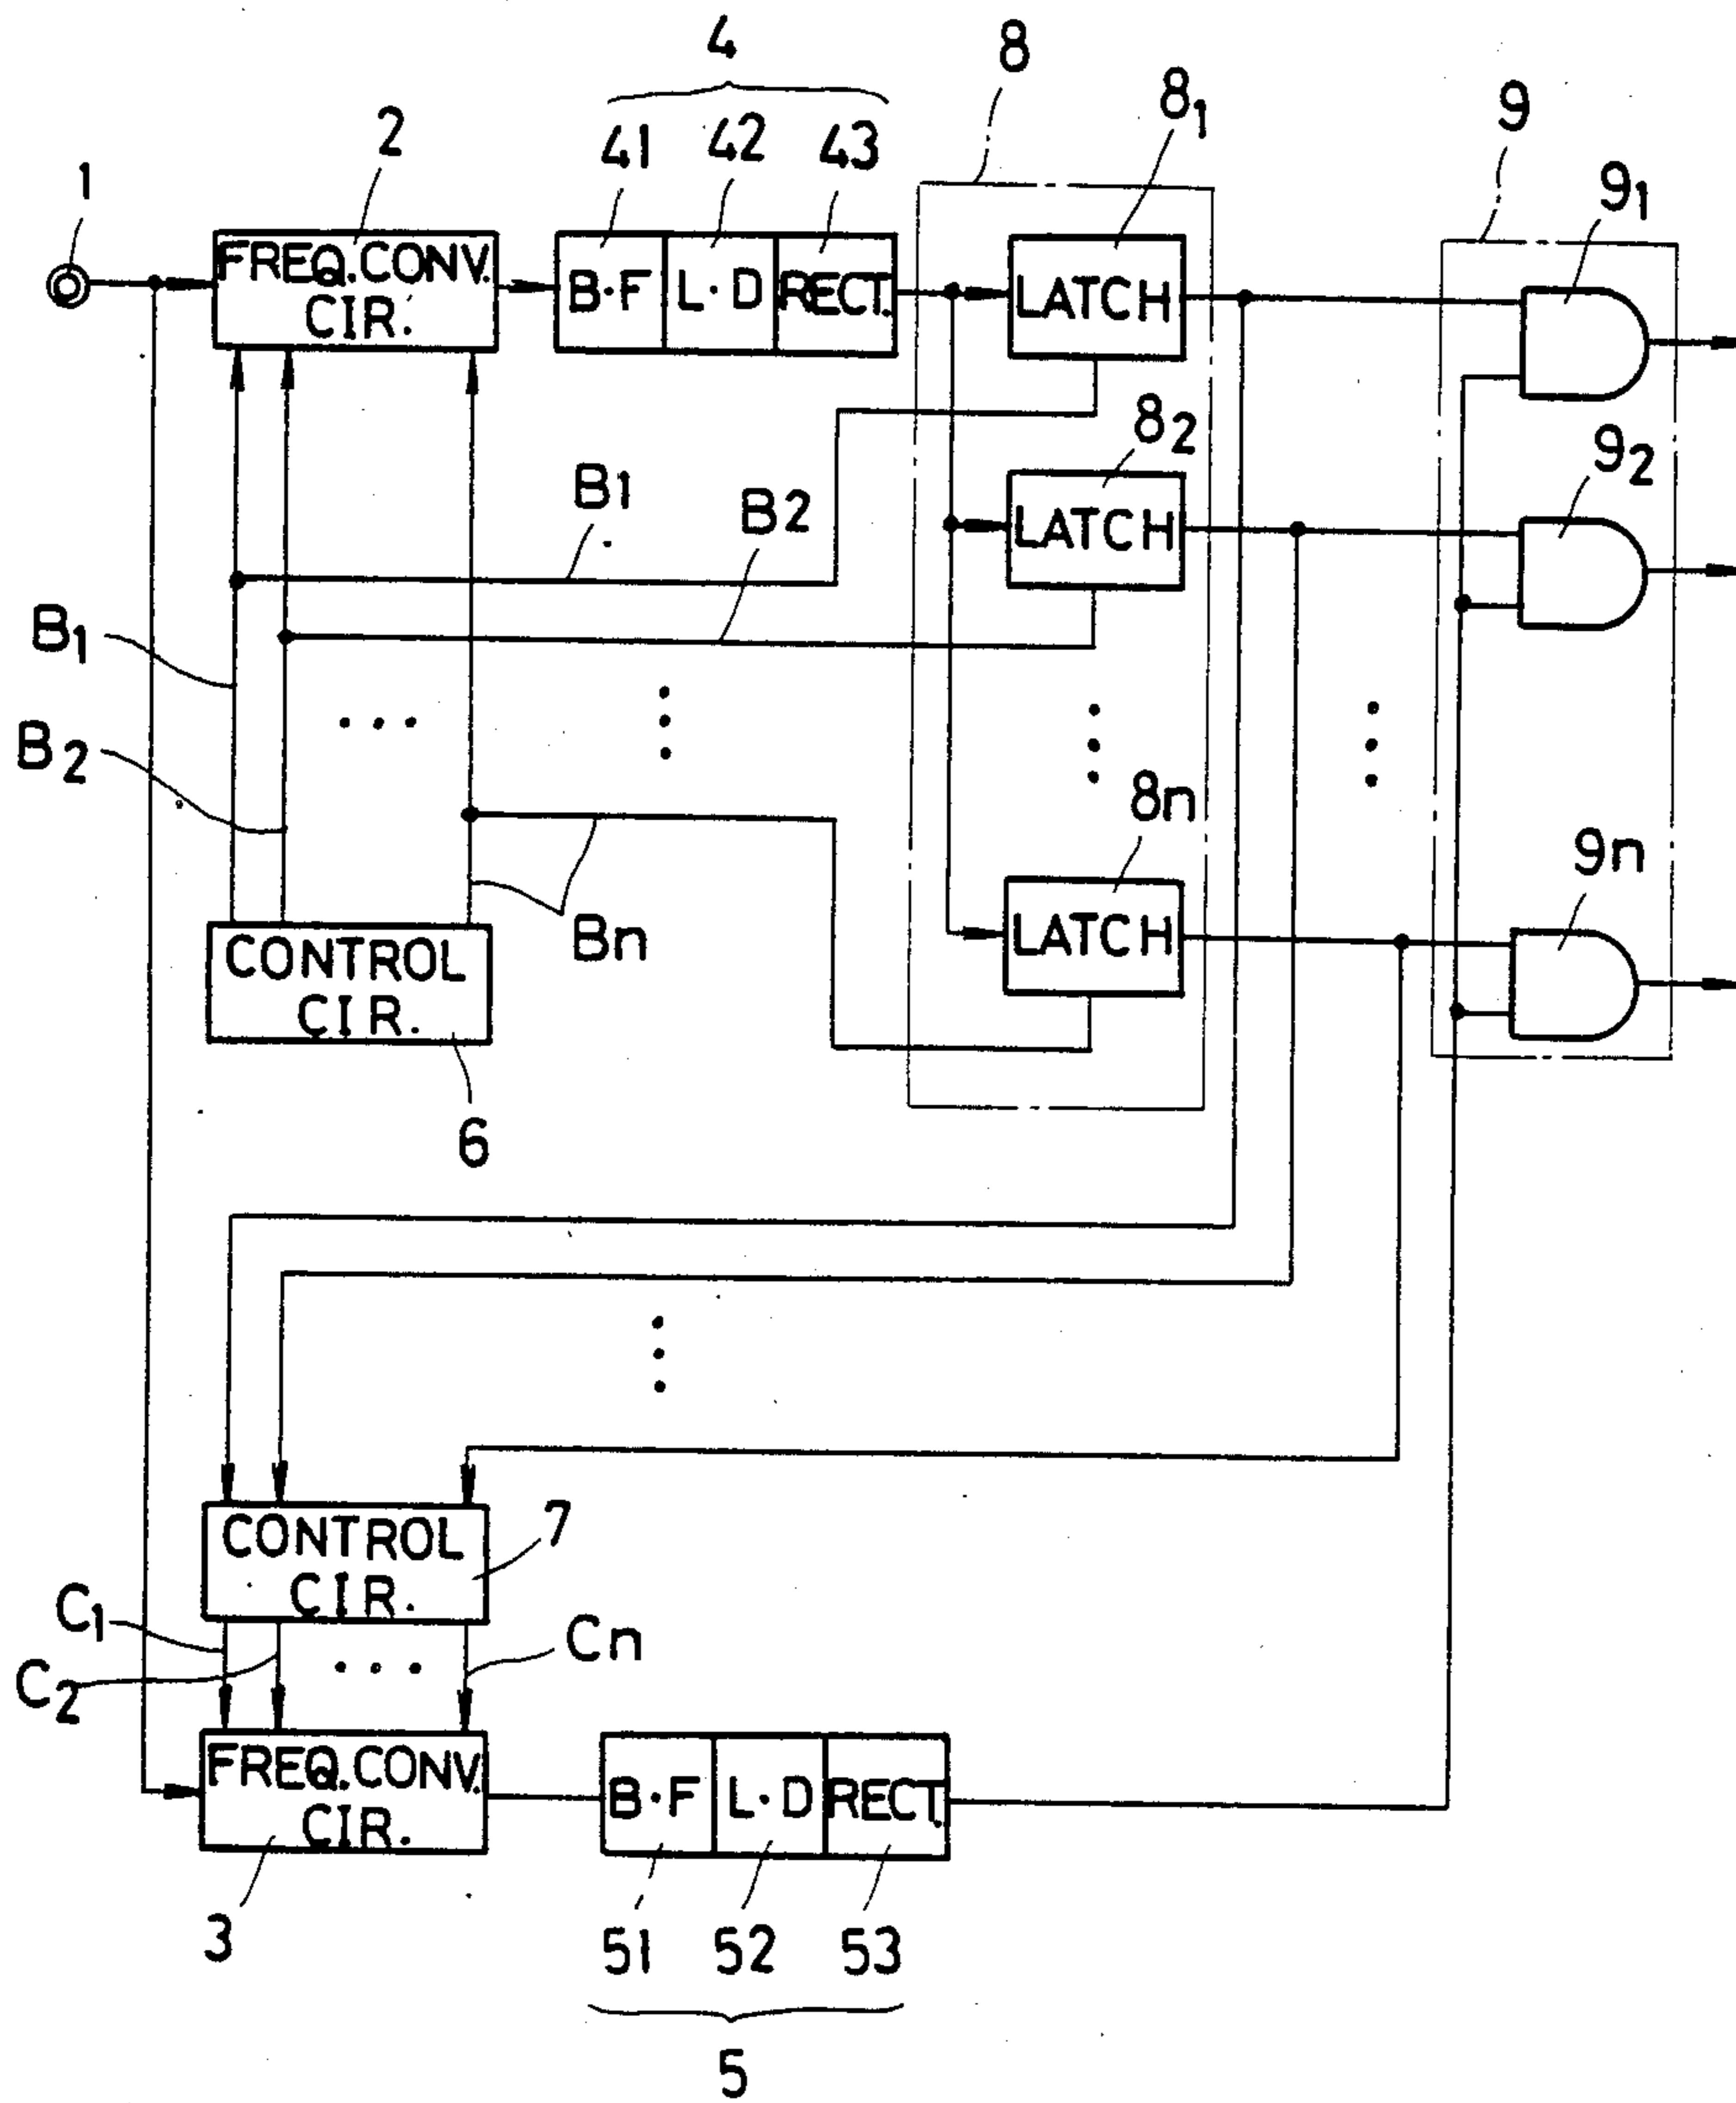 4
8
8₁
9
2
41
42
43
1
9₁
FREQ.CONV.
CIR.
B·F
L·D
RECT.
LATCH
8₂
9₂
B1
B2
LATCH
B₁
B₂
8n
9n
Bn
LATCH
CONTROL
CIR.
6
CONTROL
CIR.
7
C₁
Cn
C₂
FREQ.CONV.
CIR.
B·F
L·D
RECT.
3
51
52
53
5